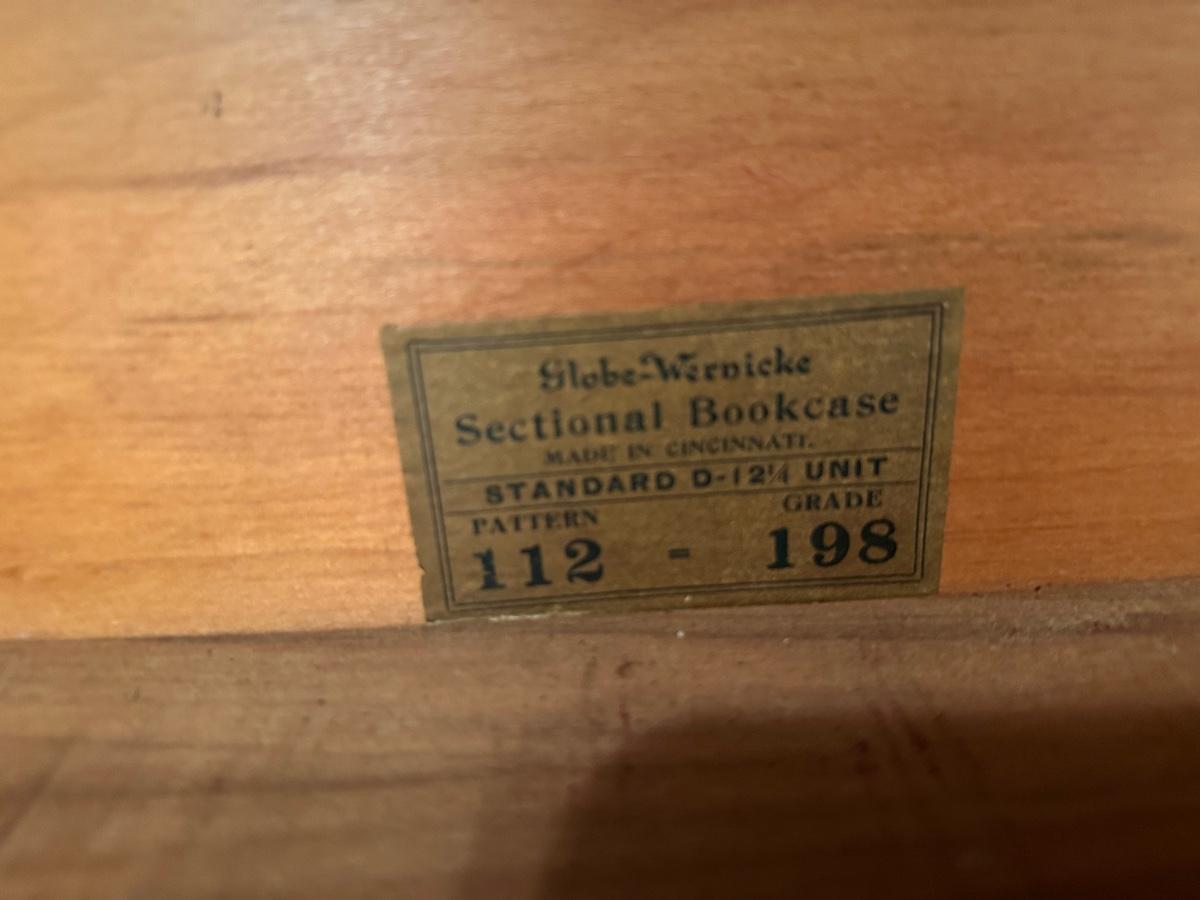 Globe-Wernicke
Sectional Bookcase
MADE IN CINCINNATI.
STANDARD D-12¼ UNIT
PATTERN GRADE
112 - 198